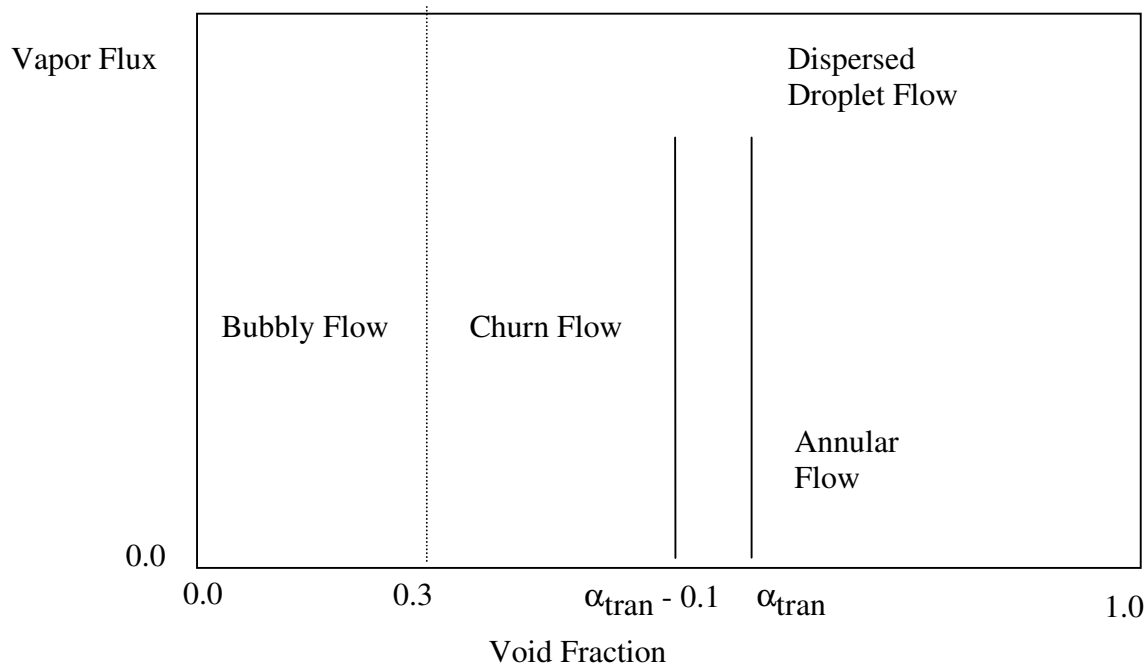 Vapor Flux
Dispersed
Droplet Flow
Bubbly Flow
Churn Flow
Annular
Flow
0.0
0.0
0.3
αtran - 0.1
αtran
1.0
Void Fraction